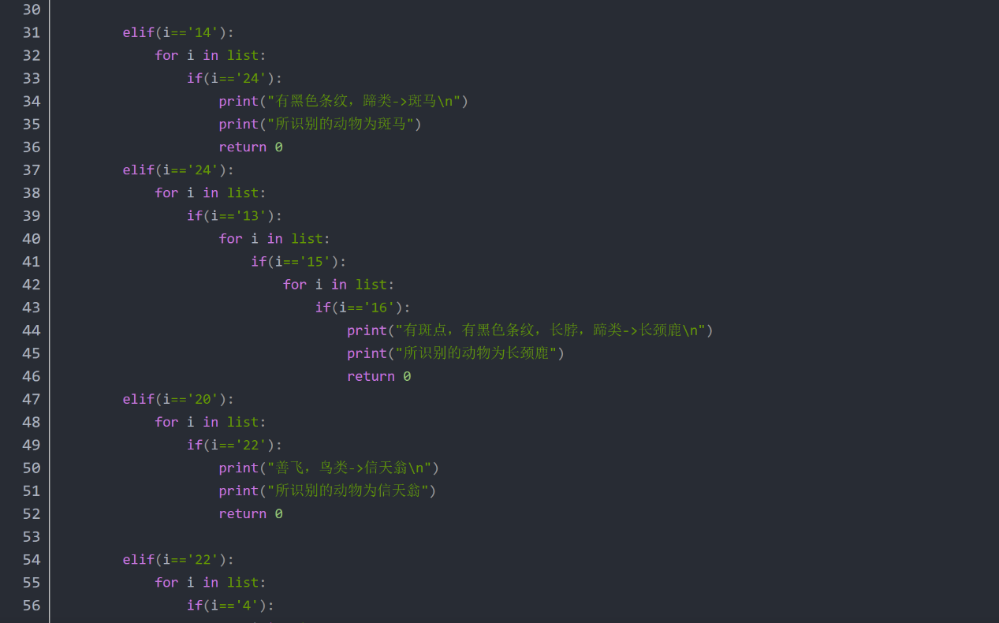 30
31 elif(i=='14'):
32 for i in list:
33 if(i=='24'):
34 print("有黑色条纹，蹄类->斑马\n")
35 print("所识别的动物为斑马")
36 return 0
37 elif(i=='24'):
38 for i in list:
39 if(i=='13'):
40 for i in list:
41 if(i=='15'):
42 for i in list:
43 if(i=='16'):
44 print("有斑点，有黑色条纹，长脖，蹄类->长颈鹿\n")
45 print("所识别的动物为长颈鹿")
46 return 0
47 elif(i=='20'):
48 for i in list:
49 if(i=='22'):
50 print("善飞，鸟类->信天翁\n")
51 print("所识别的动物为信天翁")
52 return 0
53
54 elif(i=='22'):
55 for i in list:
56 if(i=='4'):